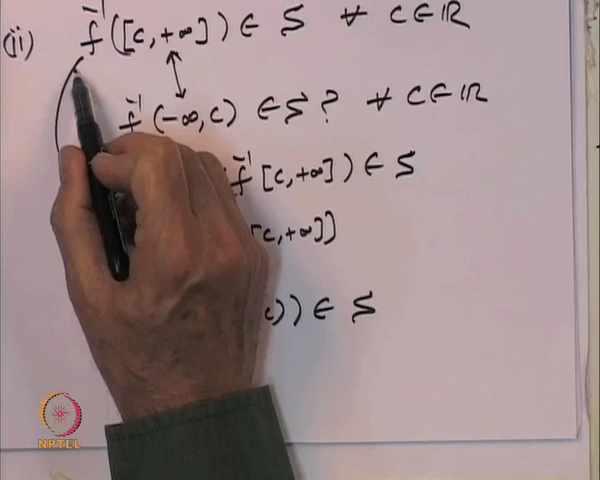 (ii) f⁻¹([c,+∞]) ∈ S ∀ c∈ℝ
f⁻¹(-∞,c) ∈ S ? ∀ c∈ℝ
f⁻¹[c,+∞]) ∈ S
[c,+∞]]
c)) ∈ S
NPTEL